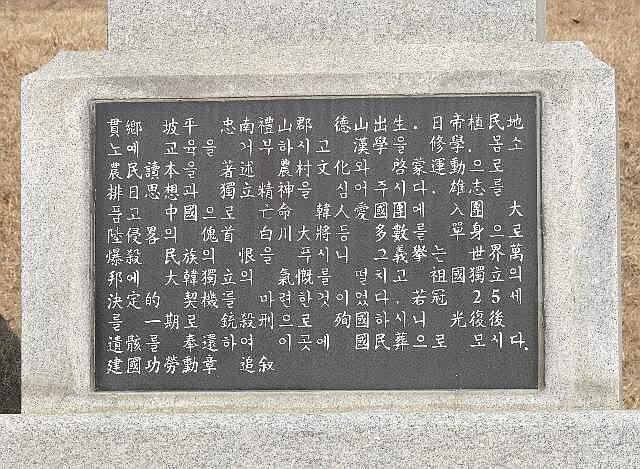 貫鄕 坡平 忠南禮山郡 德山出生. 日帝植民地
노예 교육을 거부하시고 漢學修學. 몸소
農民讀本을 著述 農村文化와 啓蒙運動.으로
排日思想과 獨立精神을 심어주시다. 雄志를
품고 中國으로 亡命 韓人愛國團에 入團 大
陸侵略의 傀首 白川大將등 多數를 單身으로
爆殺 民族의 恨을 푸시니 그 義擧는 世界萬
邦에 大韓의 獨立의 氣慨를 떨치고 祖國獨立의
決定的 契機를 마련한것이었다. 若冠 25세
를 一期로 銃殺刑으로 殉하시니 光復後
遺骸를 奉還하여 이곳에 國民葬으로 모시다.
建國功勞勳章 追叙